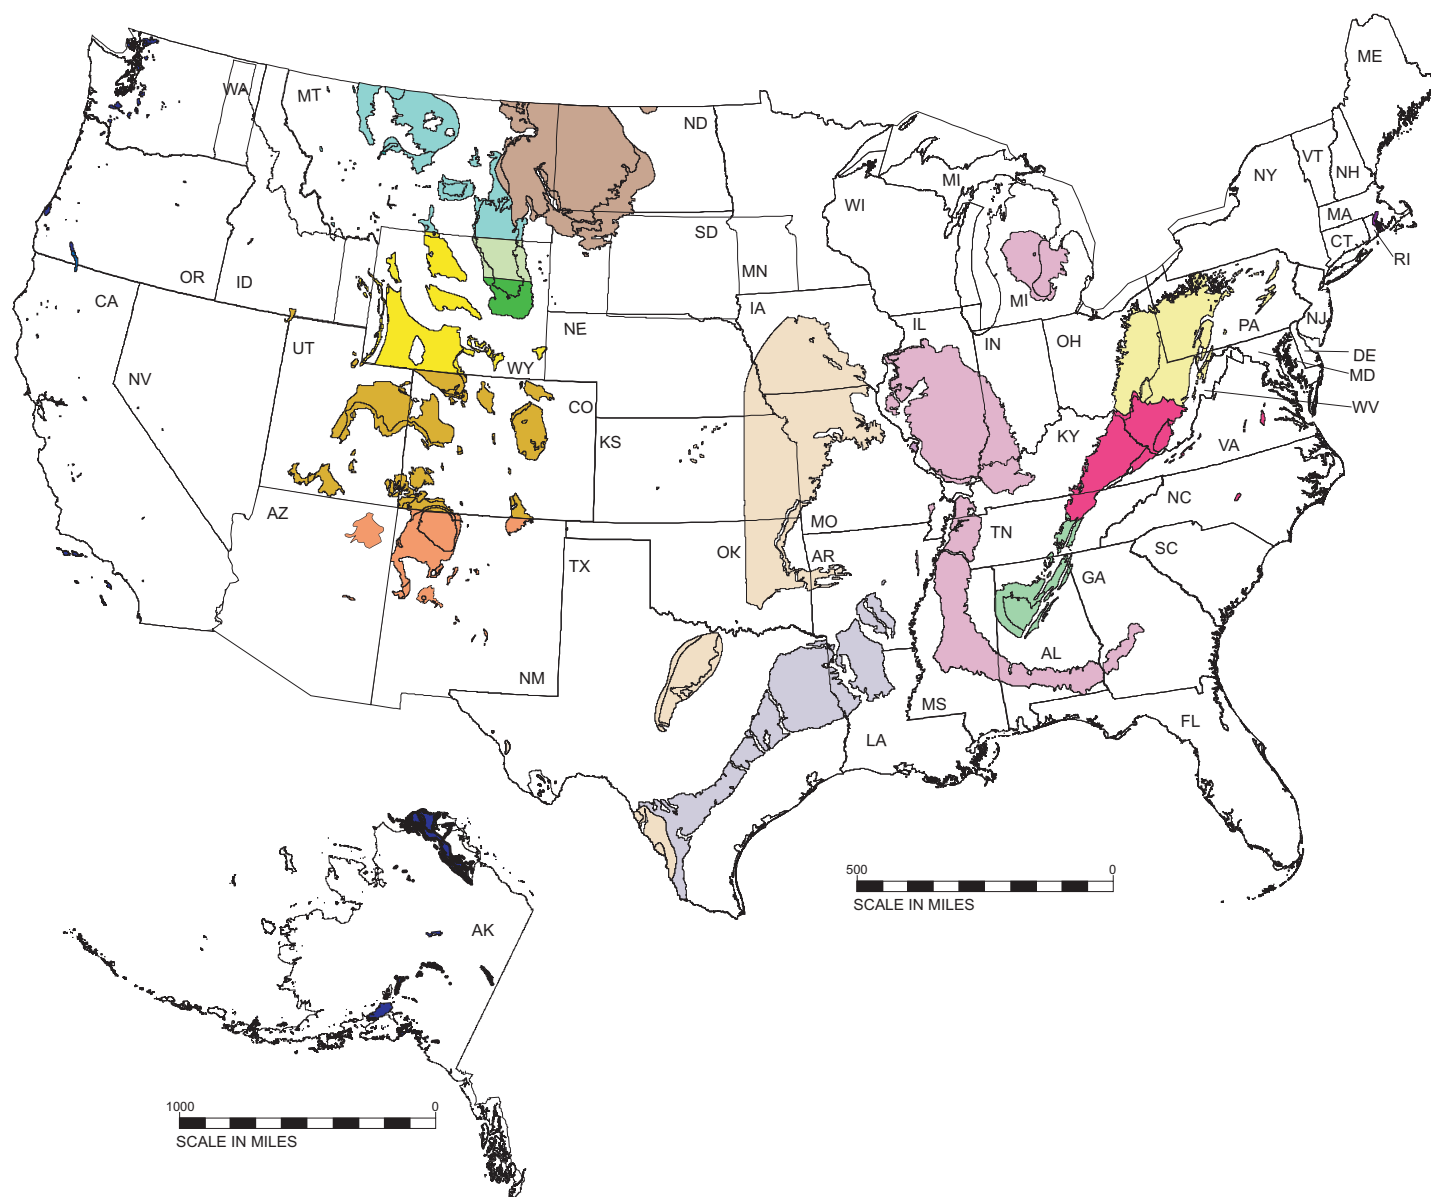 ME
WA
MT
ND
VT
NY
NH
MI
WI
MA
SD
CT
RI
MN
OR
ID
CA
MI
IA
NJ
NE
IL
PA
OH
IN
UT
DE
WY
MD
NV
CO
WV
KS
KY
VA
NC
AZ
MO
TN
OK
AR
SC
TX
GA
AL
NM
MS
FL
LA
500 0
SCALE IN MILES
AK
1000 0
SCALE IN MILES